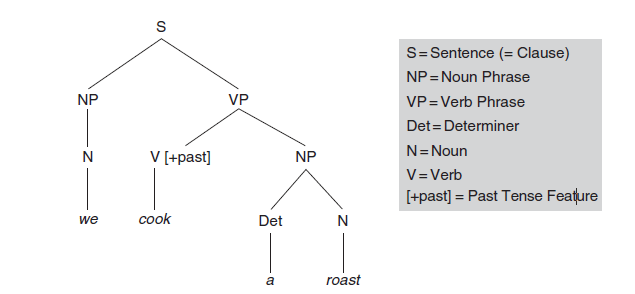 S
NP VP
N V [+past] NP
we cook Det N
a roast
S = Sentence (= Clause)
NP = Noun Phrase
VP = Verb Phrase
Det = Determiner
N = Noun
V = Verb
[+past] = Past Tense Feature